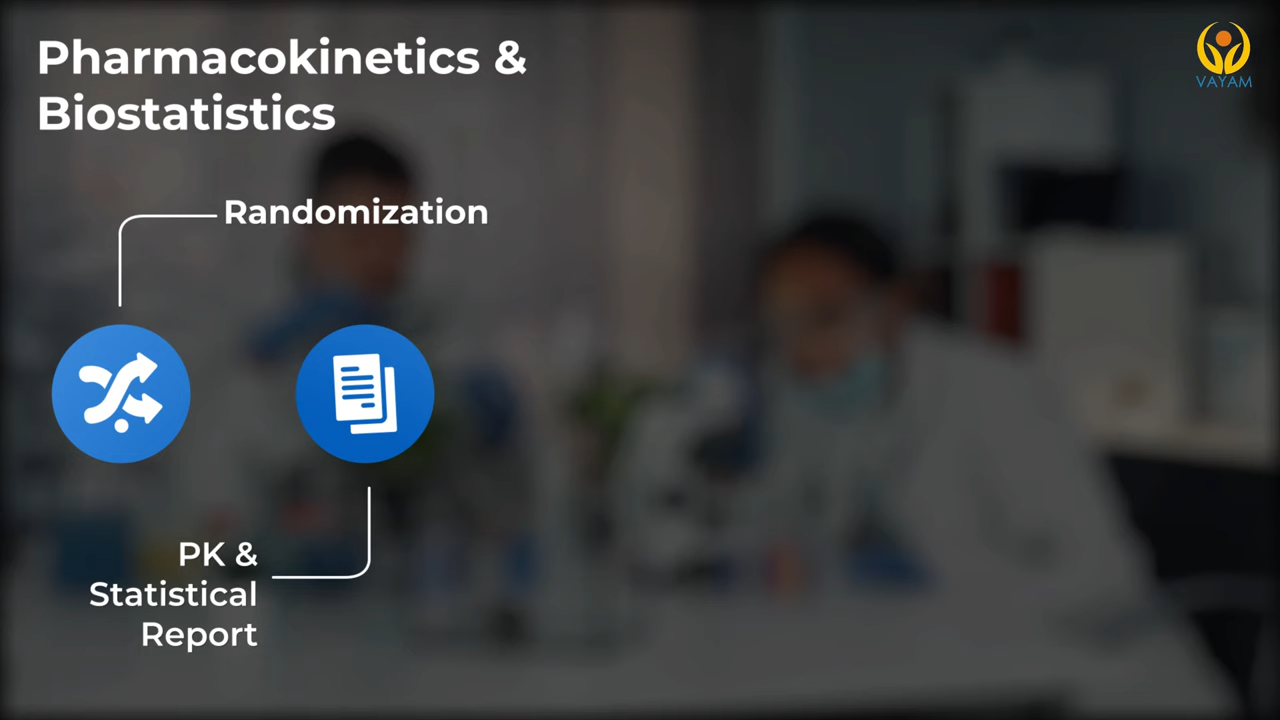 Pharmacokinetics &
Biostatistics
VAYAM
Randomization
PK &
Statistical
Report